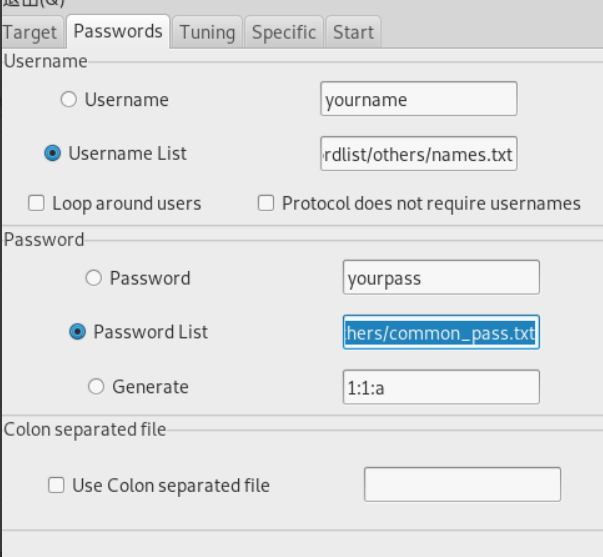 退出(Q)
Target Passwords Tuning Specific Start
Username
Username yourname
Username List rdlist/others/names.txt
Loop around users Protocol does not require usernames
Password
Password yourpass
Password List hers/common_pass.txt
Generate 1:1:a
Colon separated file
Use Colon separated file